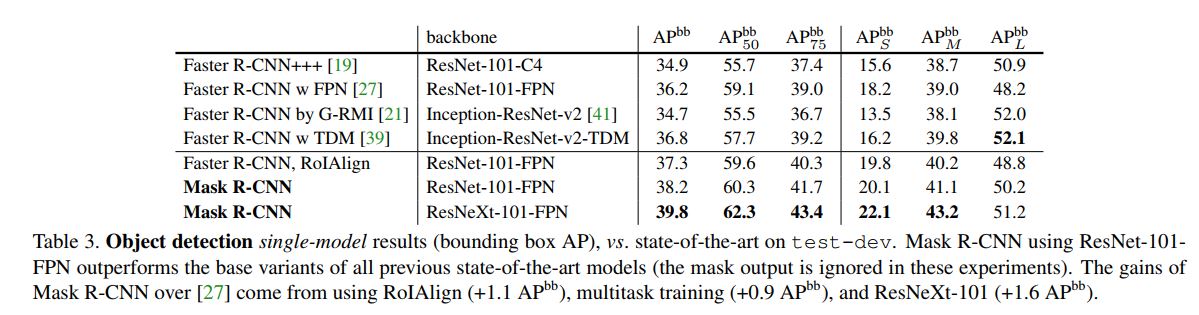 backbone AP^bb AP^bb_50 AP^bb_75 AP^bb_S AP^bb_M AP^bb_L
Faster R-CNN+++ [19] ResNet-101-C4 34.9 55.7 37.4 15.6 38.7 50.9
Faster R-CNN w FPN [27] ResNet-101-FPN 36.2 59.1 39.0 18.2 39.0 48.2
Faster R-CNN by G-RMI [21] Inception-ResNet-v2 [41] 34.7 55.5 36.7 13.5 38.1 52.0
Faster R-CNN w TDM [39] Inception-ResNet-v2-TDM 36.8 57.7 39.2 16.2 39.8 52.1
Faster R-CNN, RoIAlign ResNet-101-FPN 37.3 59.6 40.3 19.8 40.2 48.8
Mask R-CNN ResNet-101-FPN 38.2 60.3 41.7 20.1 41.1 50.2
Mask R-CNN ResNeXt-101-FPN 39.8 62.3 43.4 22.1 43.2 51.2
Table 3. Object detection single-model results (bounding box AP), vs. state-of-the-art on test-dev. Mask R-CNN using ResNet-101-
FPN outperforms the base variants of all previous state-of-the-art models (the mask output is ignored in these experiments). The gains of
Mask R-CNN over [27] come from using RoIAlign (+1.1 AP^bb), multitask training (+0.9 AP^bb), and ResNeXt-101 (+1.6 AP^bb).